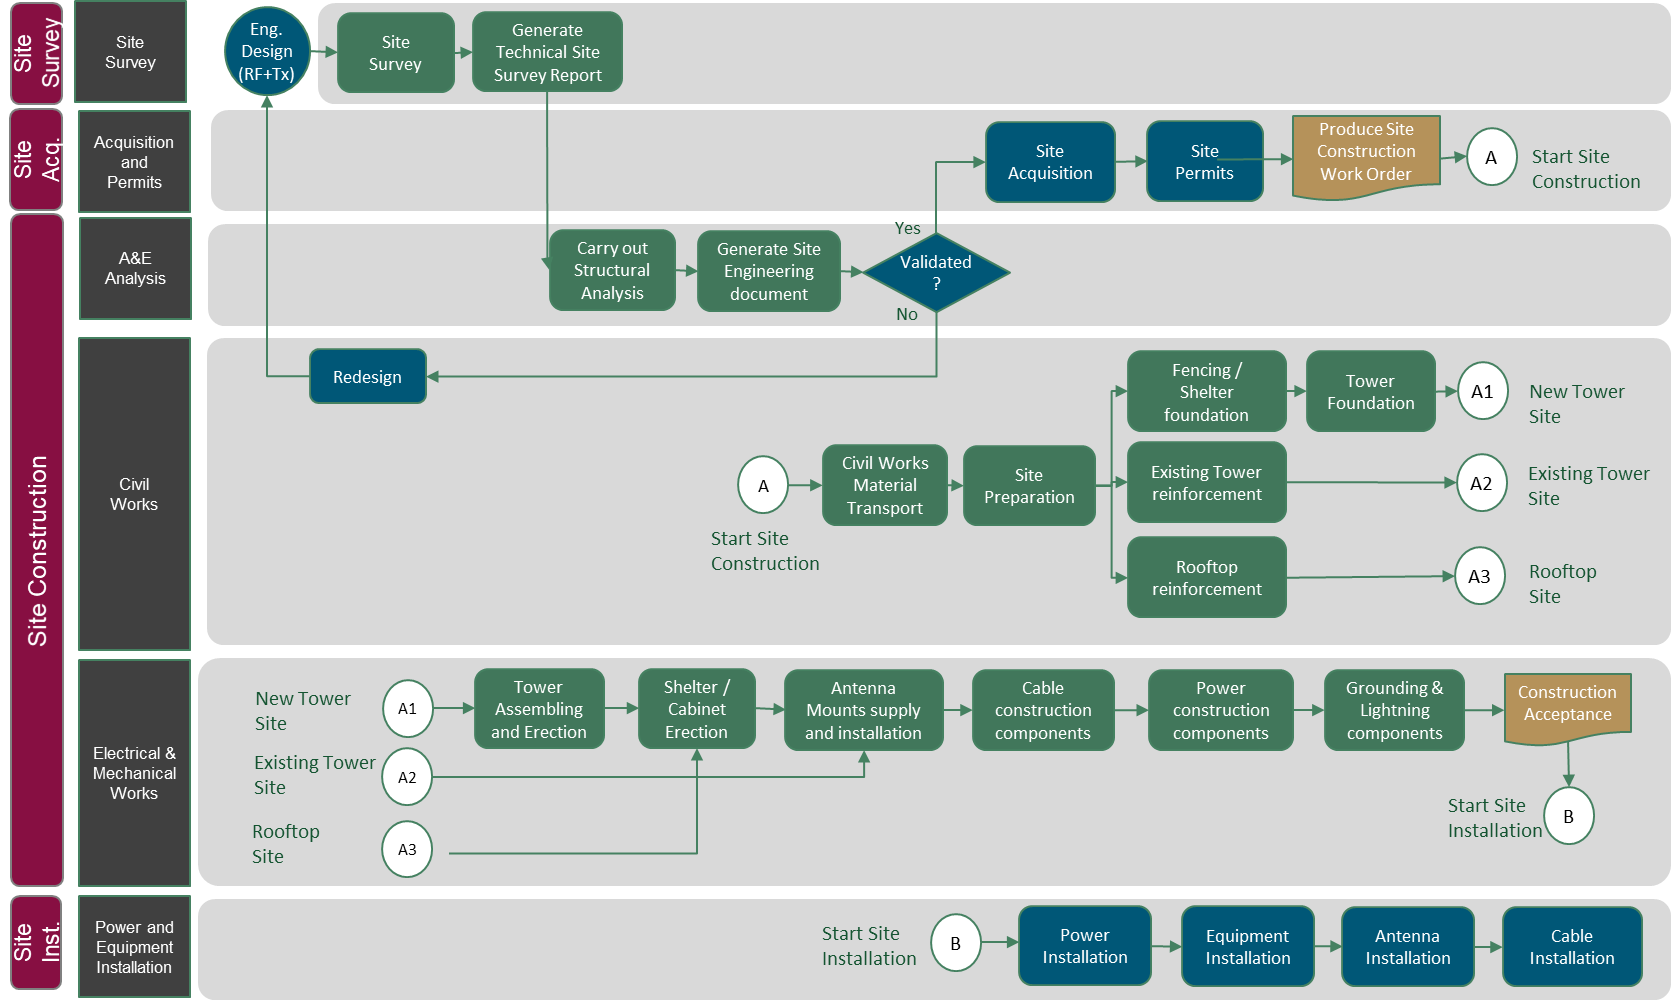 Site
Survey
Site
Survey
Eng.
Design
(RF+Tx)
Site
Survey
Generate
Technical Site
Survey Report
Site
Acq.
Acquisition
and
Permits
Site
Acquisition
Site
Permits
Produce Site
Construction
Work Order
A
Start Site
Construction
Site Construction
A&E
Analysis
Carry out
Structural
Analysis
Generate Site
Engineering
document
Yes
Validated
?
No
Civil
Works
Redesign
A
Start Site
Construction
Civil Works
Material
Transport
Site
Preparation
Fencing /
Shelter
foundation
Tower
Foundation
A1
New Tower
Site
Existing Tower
reinforcement
A2
Existing Tower
Site
Rooftop
reinforcement
A3
Rooftop
Site
Electrical &
Mechanical
Works
New Tower
Site
A1
Tower
Assembling
and Erection
Shelter /
Cabinet
Erection
Antenna
Mounts supply
and installation
Cable
construction
components
Power
construction
components
Grounding &
Lightning
components
Construction
Acceptance
Existing Tower
Site
A2
Rooftop
Site
A3
Start Site
Installation
B
Site
Inst.
Power and
Equipment
Installation
Start Site
Installation
B
Power
Installation
Equipment
Installation
Antenna
Installation
Cable
Installation